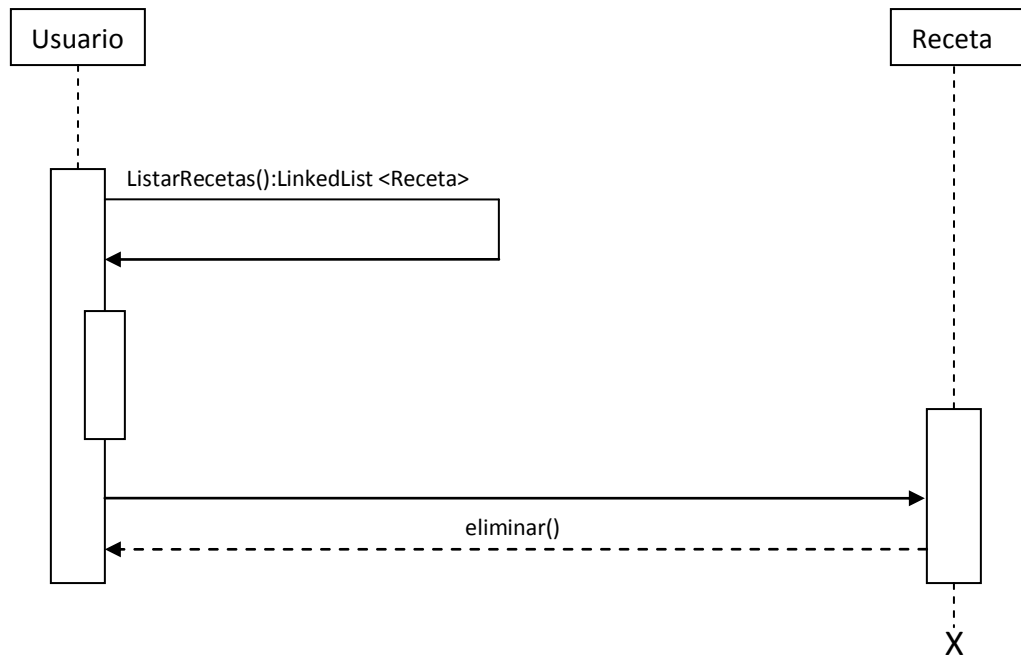 Usuario
Receta
ListarRecetas():LinkedList <Receta>
eliminar()
X